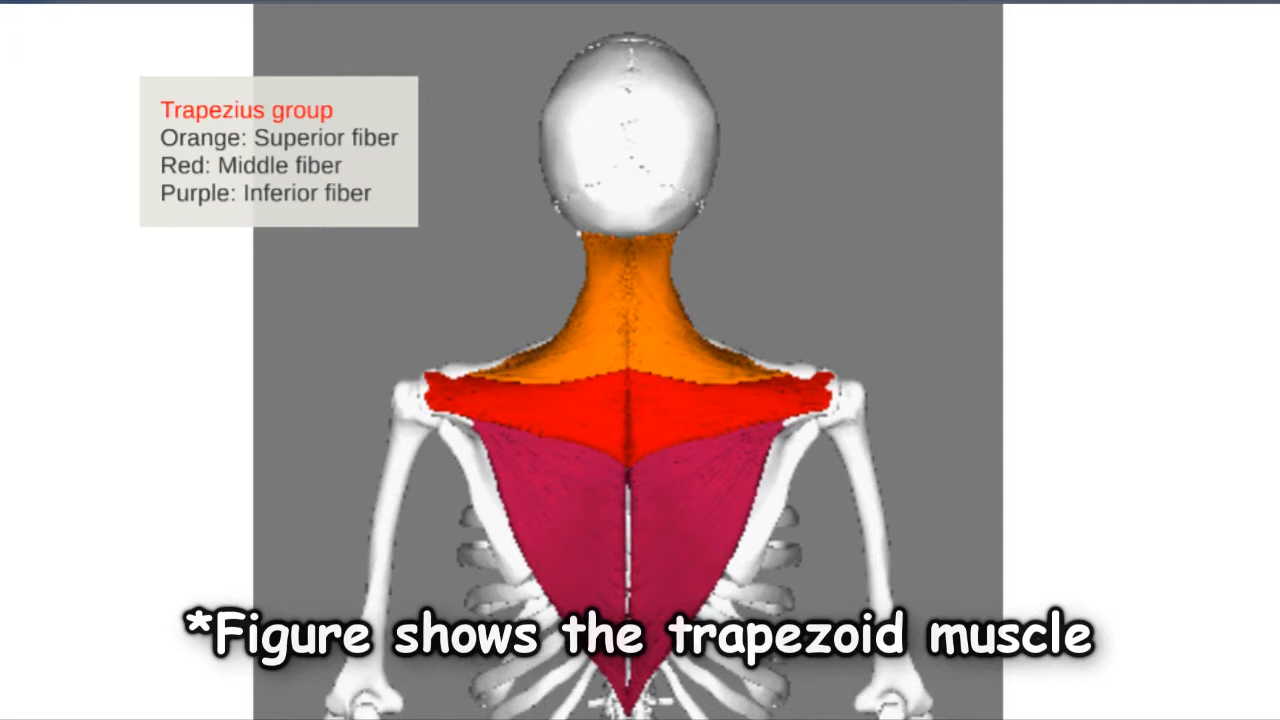 Trapezius group
Orange: Superior fiber
Red: Middle fiber
Purple: Inferior fiber
*Figure shows the trapezoid muscle